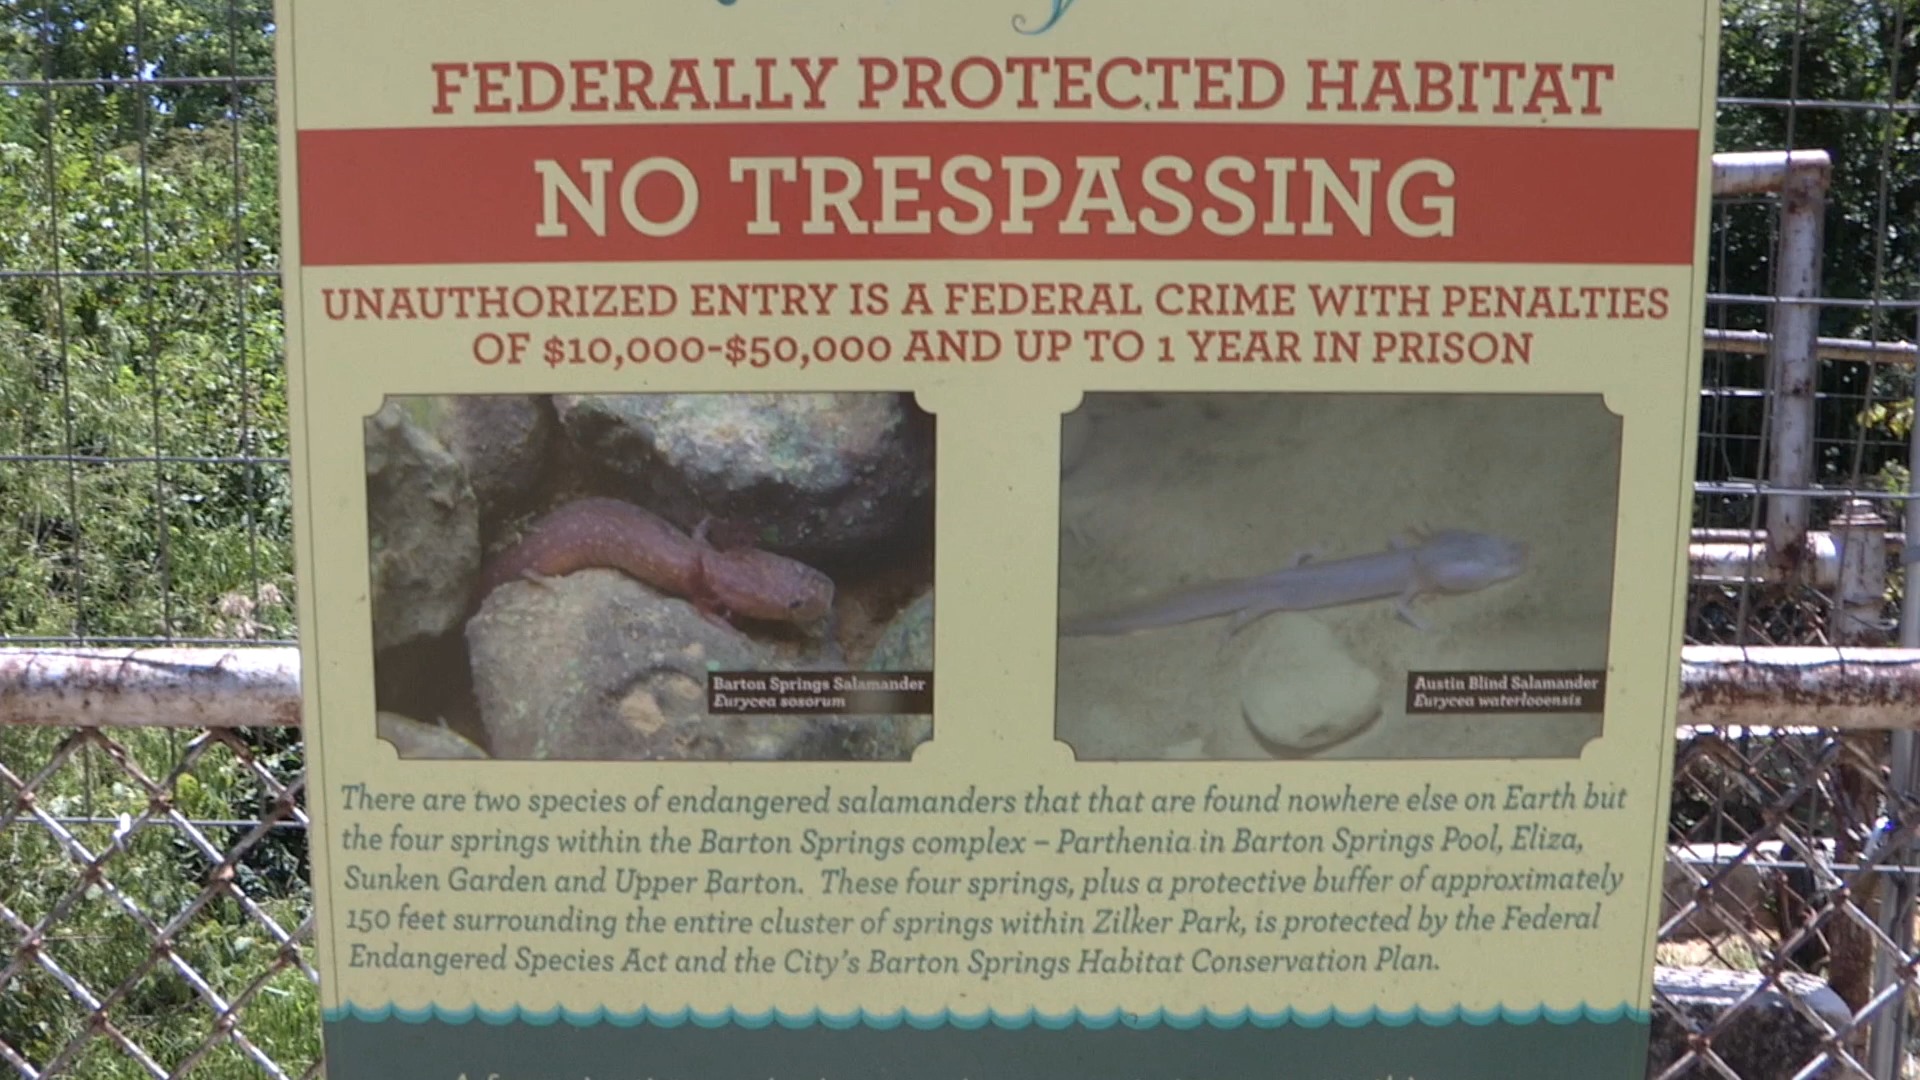 FEDERALLY PROTECTED HABITAT
NO TRESPASSING
UNAUTHORIZED ENTRY IS A FEDERAL CRIME WITH PENALTIES
OF $10,000-$50,000 AND UP TO 1 YEAR IN PRISON
Barton Springs Salamander
Eurycea sosorum
Austin Blind Salamander
Eurycea waterlooensis
There are two species of endangered salamanders that that are found nowhere else on Earth but
the four springs within the Barton Springs complex – Parthenia in Barton Springs Pool, Eliza,
Sunken Garden and Upper Barton. These four springs, plus a protective buffer of approximately
150 feet surrounding the entire cluster of springs within Zilker Park, is protected by the Federal
Endangered Species Act and the City's Barton Springs Habitat Conservation Plan.